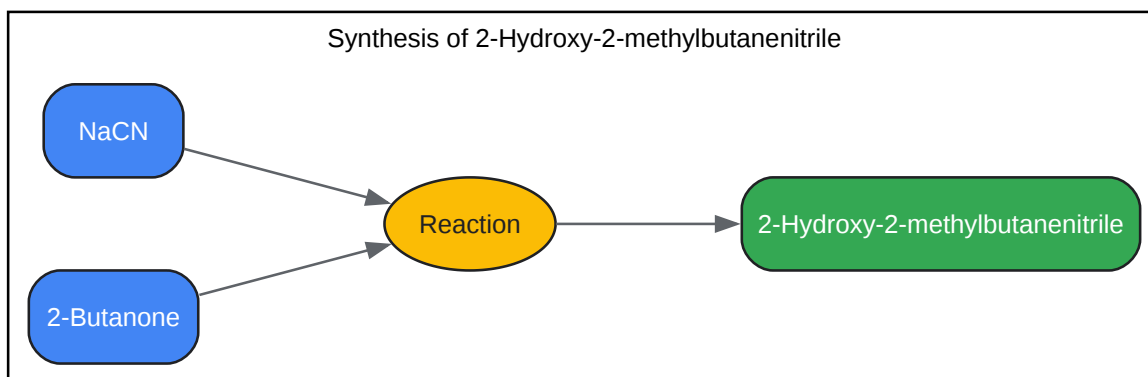 Synthesis of 2-Hydroxy-2-methylbutanenitrile
NaCN
Reaction
2-Hydroxy-2-methylbutanenitrile
2-Butanone